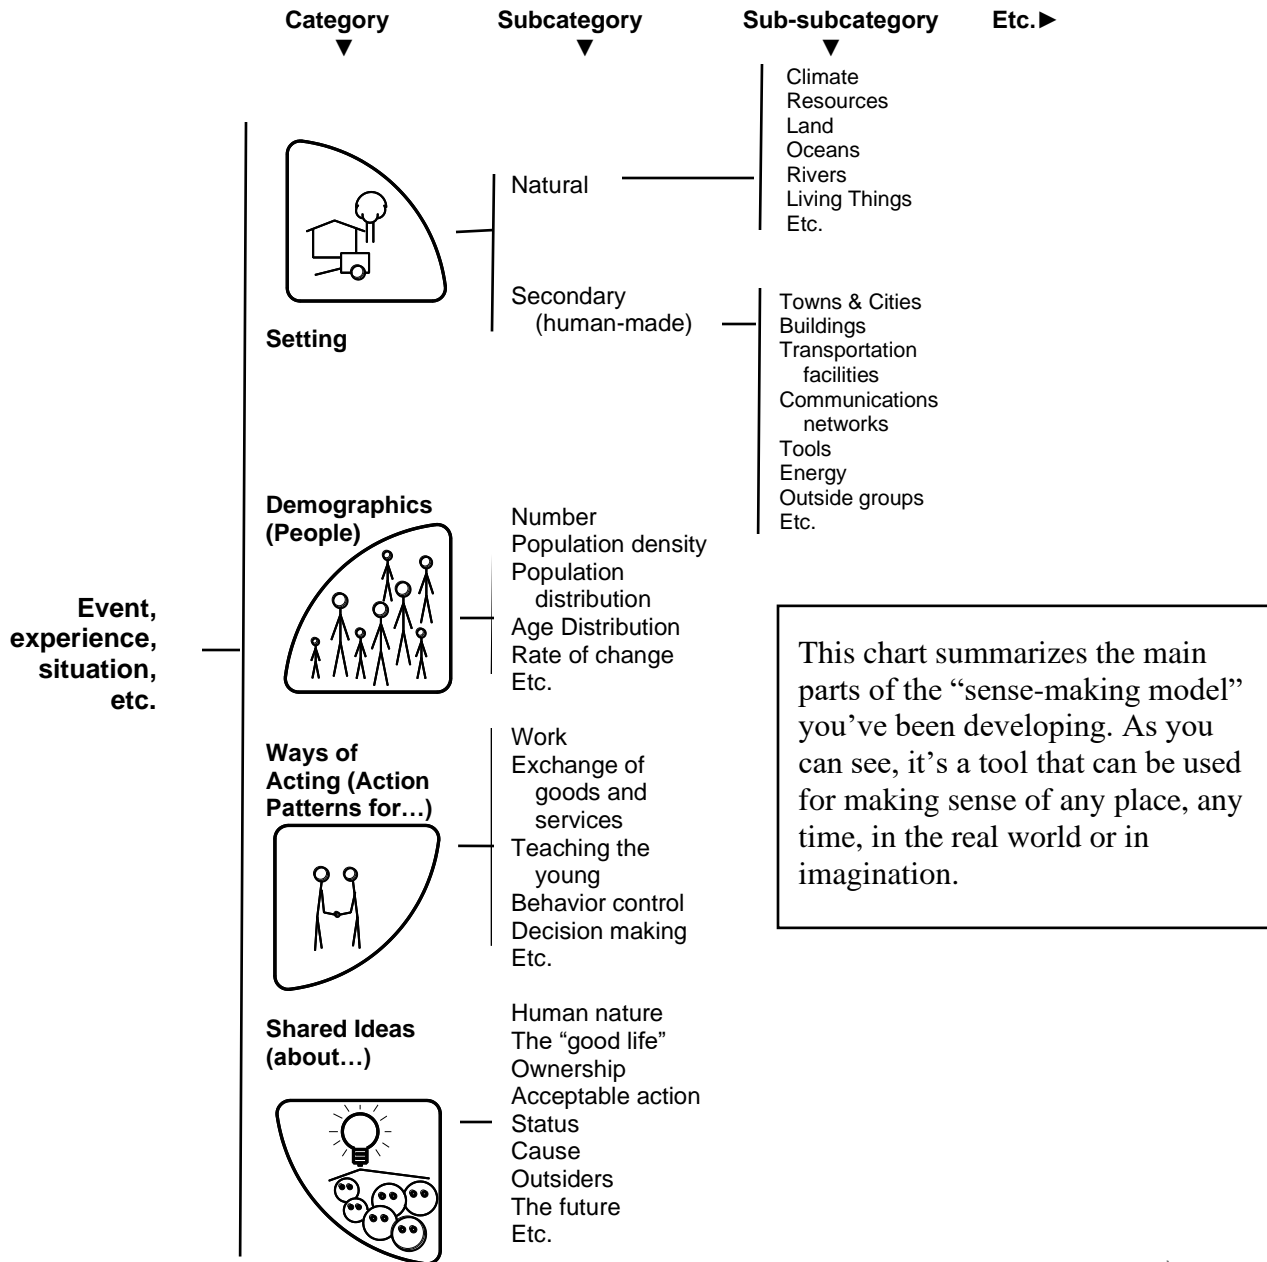 Category
Subcategory
Sub-subcategory
Etc.►
▼
▼
▼
Event,
experience,
situation,
etc.
Setting
Natural
Climate
Resources
Land
Oceans
Rivers
Living Things
Etc.
Secondary
(human-made)
Towns & Cities
Buildings
Transportation
facilities
Communications
networks
Tools
Energy
Outside groups
Etc.
Demographics
(People)
Number
Population density
Population
distribution
Age Distribution
Rate of change
Etc.
Ways of
Acting (Action
Patterns for…)
Work
Exchange of
goods and
services
Teaching the
young
Behavior control
Decision making
Etc.
Shared Ideas
(about…)
Human nature
The “good life”
Ownership
Acceptable action
Status
Cause
Outsiders
The future
Etc.
This chart summarizes the main
parts of the “sense-making model”
you’ve been developing. As you
can see, it’s a tool that can be used
for making sense of any place, any
time, in the real world or in
imagination.